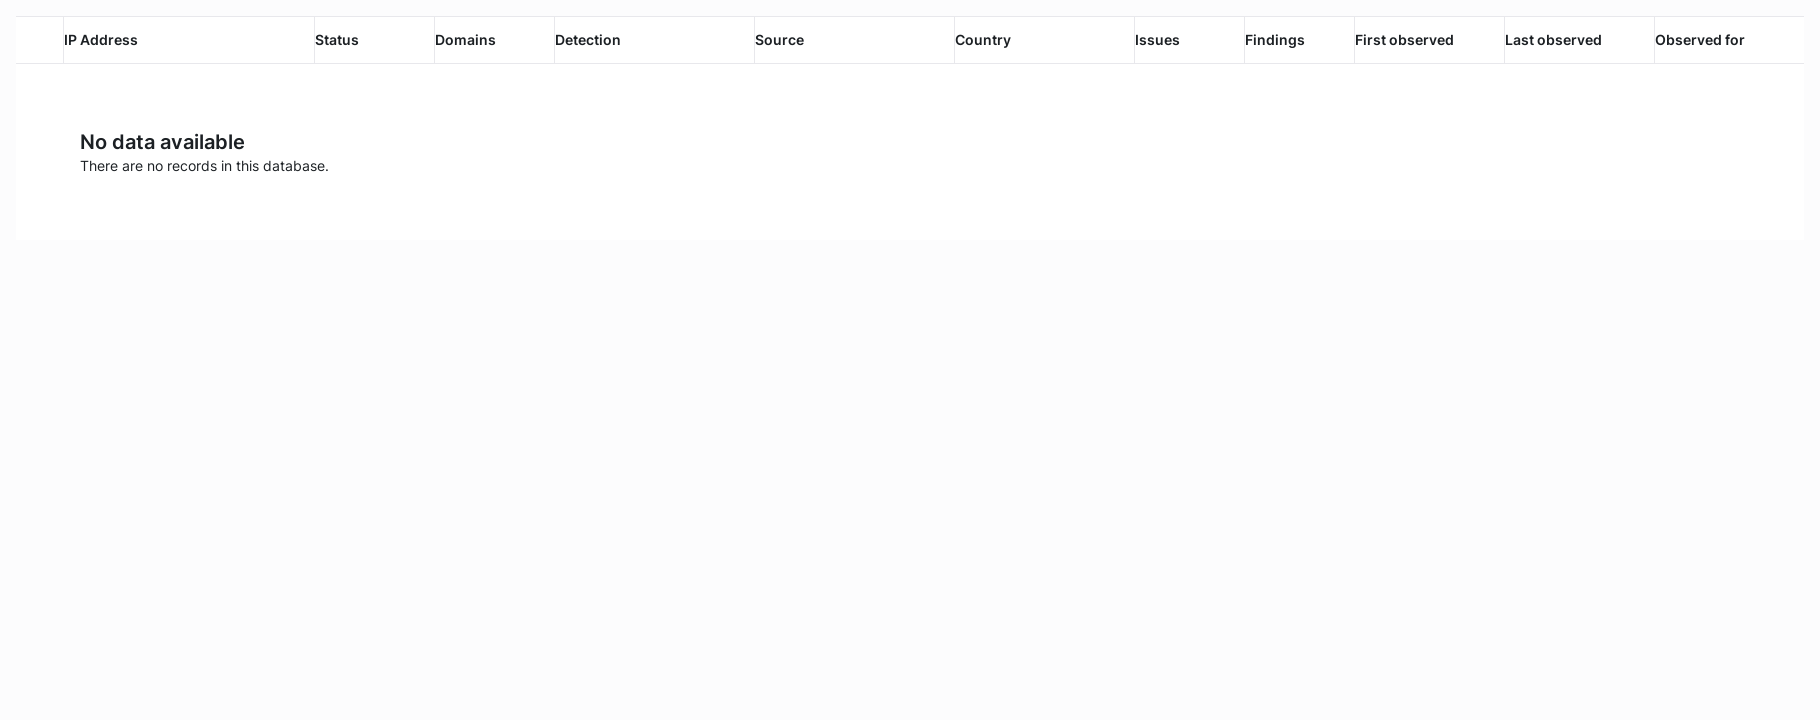 IP Address Status Domains Detection Source Country Issues Findings First observed Last observed Observed for
No data available
There are no records in this database.